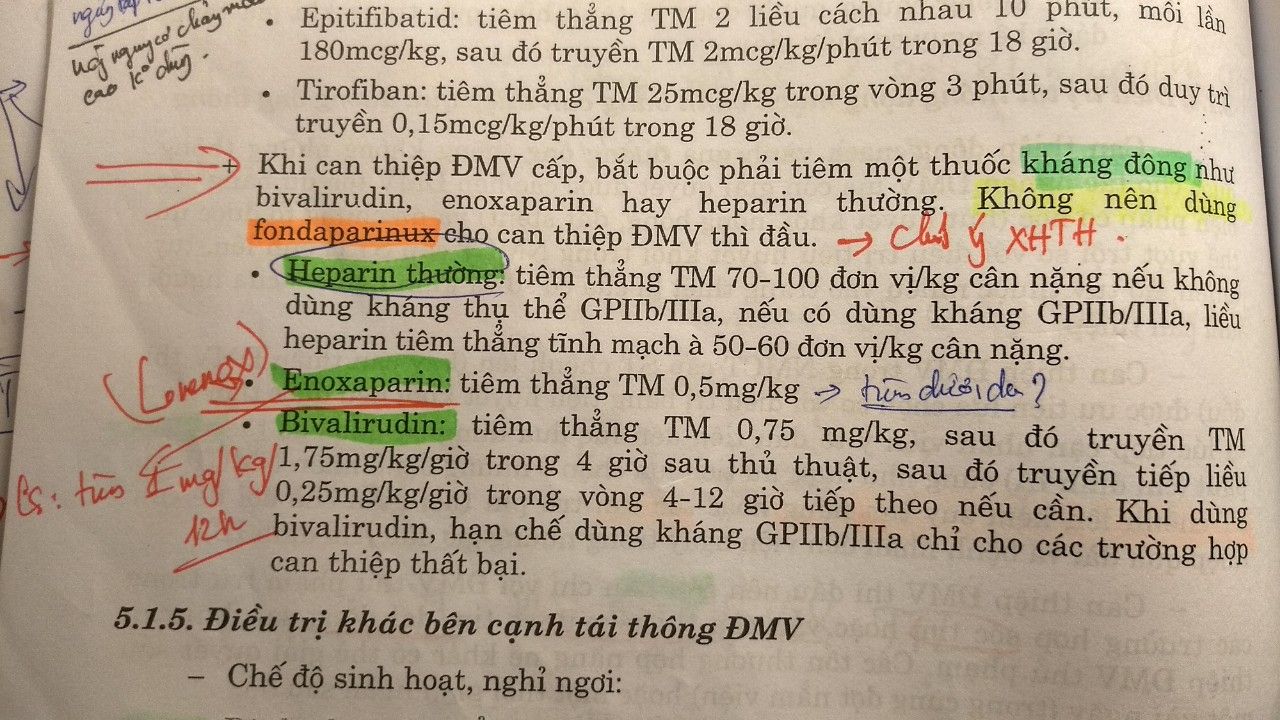 ngày
nếu nguy cơ chảy máu
cao ko dùng.
• Epitifibatid: tiêm thẳng TM 2 liều cách nhau 10 phút, mỗi lần
180mcg/kg, sau đó truyền TM 2mcg/kg/phút trong 18 giờ.
• Tirofiban: tiêm thẳng TM 25mcg/kg trong vòng 3 phút, sau đó duy trì
truyền 0,15mcg/kg/phút trong 18 giờ.
+ Khi can thiệp ĐMV cấp, bắt buộc phải tiêm một thuốc kháng đông như
bivalirudin, enoxaparin hay heparin thường. Không nên dùng
fondaparinux cho can thiệp ĐMV thì đầu. → Chú ý XHTH.
• Heparin thường: tiêm thẳng TM 70-100 đơn vị/kg cân nặng nếu không
dùng kháng thụ thể GPIIb/IIIa, nếu có dùng kháng GPIIb/IIIa, liều
heparin tiêm thẳng tĩnh mạch à 50-60 đơn vị/kg cân nặng.
(Lovenox)
• Enoxaparin: tiêm thẳng TM 0,5mg/kg → tiêm dưới da?
• Bivalirudin: tiêm thẳng TM 0,75 mg/kg, sau đó truyền TM
1,75mg/kg/giờ trong 4 giờ sau thủ thuật, sau đó truyền tiếp liều
0,25mg/kg/giờ trong vòng 4-12 giờ tiếp theo nếu cần. Khi dùng
bivalirudin, hạn chế dùng kháng GPIIb/IIIa chỉ cho các trường hợp
can thiệp thất bại.
LS: tiêm 1mg/kg/
12h
5.1.5. Điều trị khác bên cạnh tái thông ĐMV
– Chế độ sinh hoạt, nghỉ ngơi: